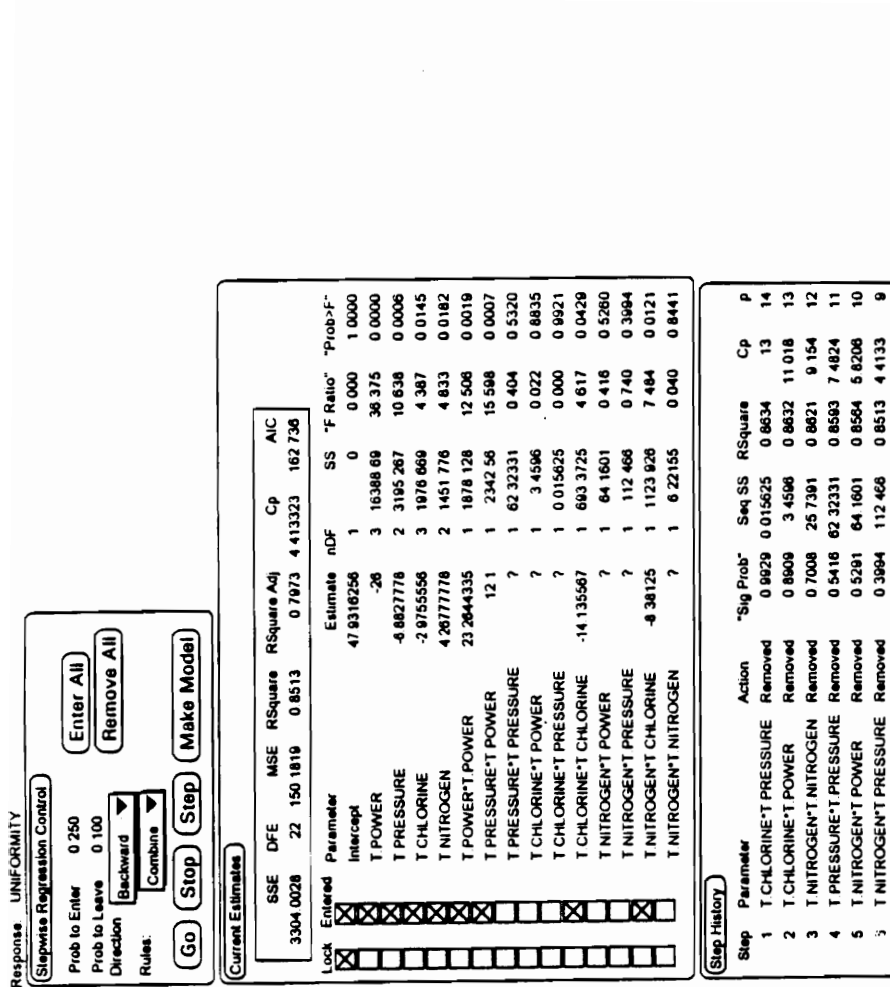 Response: UNIFORMITY
Stepwise Regression Control
Prob to Enter 0 250
Prob to Leave 0 100
Direction Backward
Rules: Combine
Enter All
Remove All
Go Stop Step Make Model
Current Estimates
SSE DFE MSE RSquare RSquare Adj Cp AIC
3304.0028 22 150 1819 0 8513 0 7973 4 413323 162 736
Lock Entered Parameter Estimate nDF SS "F Ratio" "Prob>F"
Intercept 47 9316256 1 0 0 000 1 0000
T.POWER -26 3 16388 69 36 375 0 0000
T PRESSURE -6.8827778 2 3195 267 10 638 0 0006
T CHLORINE -2 9755556 3 1976 669 4 387 0 0145
T NITROGEN 4 26777778 2 1451 776 4 833 0 0182
T.POWER*T.POWER 23 2644335 1 1878 128 12 506 0 0019
T PRESSURE*T POWER 12 1 1 2342 56 15 598 0 0007
T PRESSURE*T PRESSURE ? 1 62 32331 0 404 0 5320
T CHLORINE*T POWER ? 1 3 4596 0 022 0 8835
T CHLORINE*T PRESSURE ? 1 0 015625 0 000 0 9921
T CHLORINE*T CHLORINE -14 135567 1 693 3725 4 617 0 0429
T NITROGEN*T POWER ? 1 64 1601 0 416 0 5260
T NITROGEN*T PRESSURE ? 1 112 466 0 740 0 3994
T NITROGEN*T CHLORINE -8 38125 1 1123 926 7 484 0 0121
T NITROGEN*T NITROGEN ? 1 6 22155 0 040 0 8441
Step History
Step Parameter Action "Sig Prob" Seq SS RSquare Cp p
1 T.CHLORINE*T PRESSURE Removed 0 9929 0 015625 0 8634 13 14
2 T.CHLORINE*T.POWER Removed 0 8909 3 4596 0 8632 11 018 13
3 T.NITROGEN*T NITROGEN Removed 0 7008 25 7391 0 8621 9 154 12
4 T.PRESSURE*T.PRESSURE Removed 0 5416 62 32331 0 8593 7 4824 11
5 T.NITROGEN*T POWER Removed 0 5291 64 1601 0 8564 5 8206 10
T NITROGEN*T PRESSURE Removed 0 3994 112 466 0 8513 4 4133 9